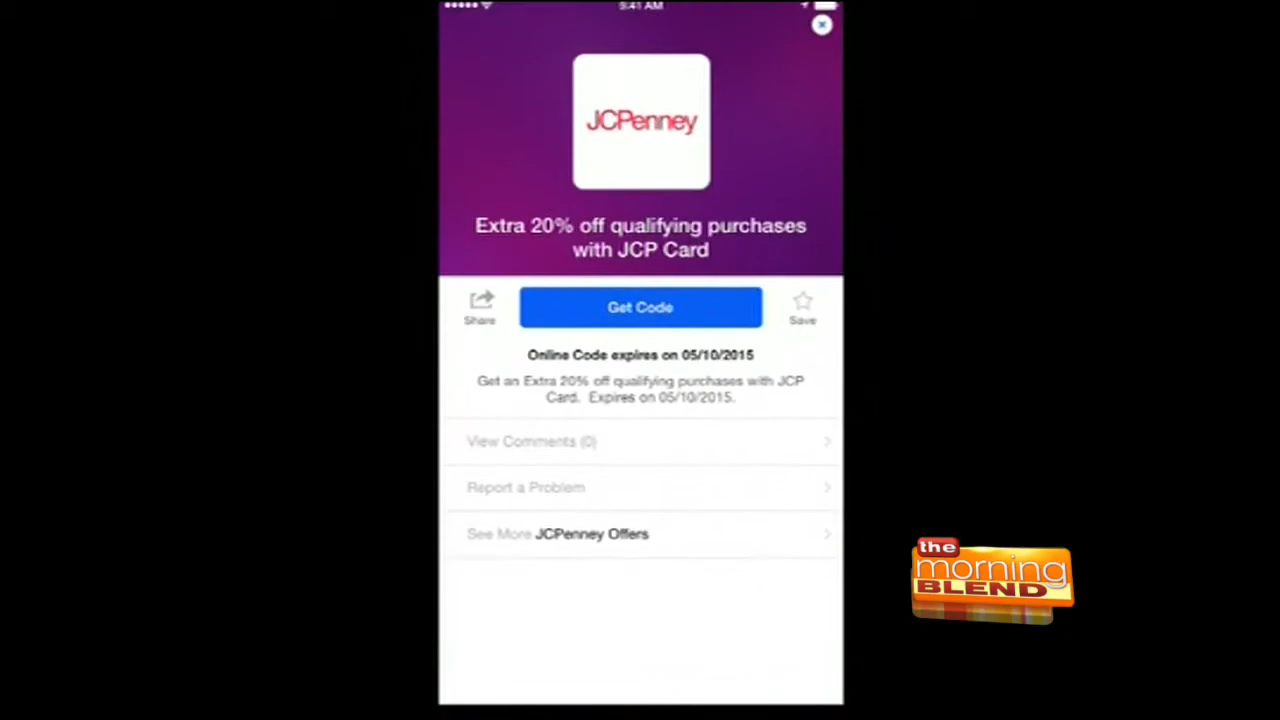 9:41 AM
JCPenney
Extra 20% off qualifying purchases
with JCP Card
Share
Get Code
Save
Online Code expires on 05/10/2015
Get an Extra 20% off qualifying purchases with JCP
Card. Expires on 05/10/2015.
View Comments (0)
Report a Problem
See More JCPenney Offers
the
morning
BLEND